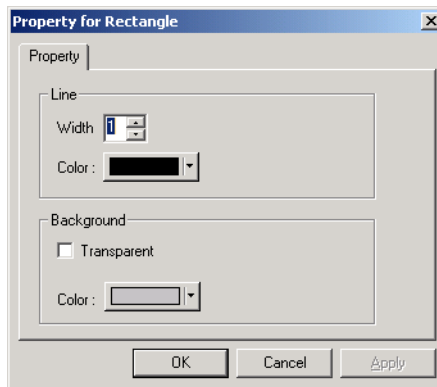 Property for Rectangle
Property
Line
Width 1
Color :
Background
Transparent
Color :
OK Cancel Apply